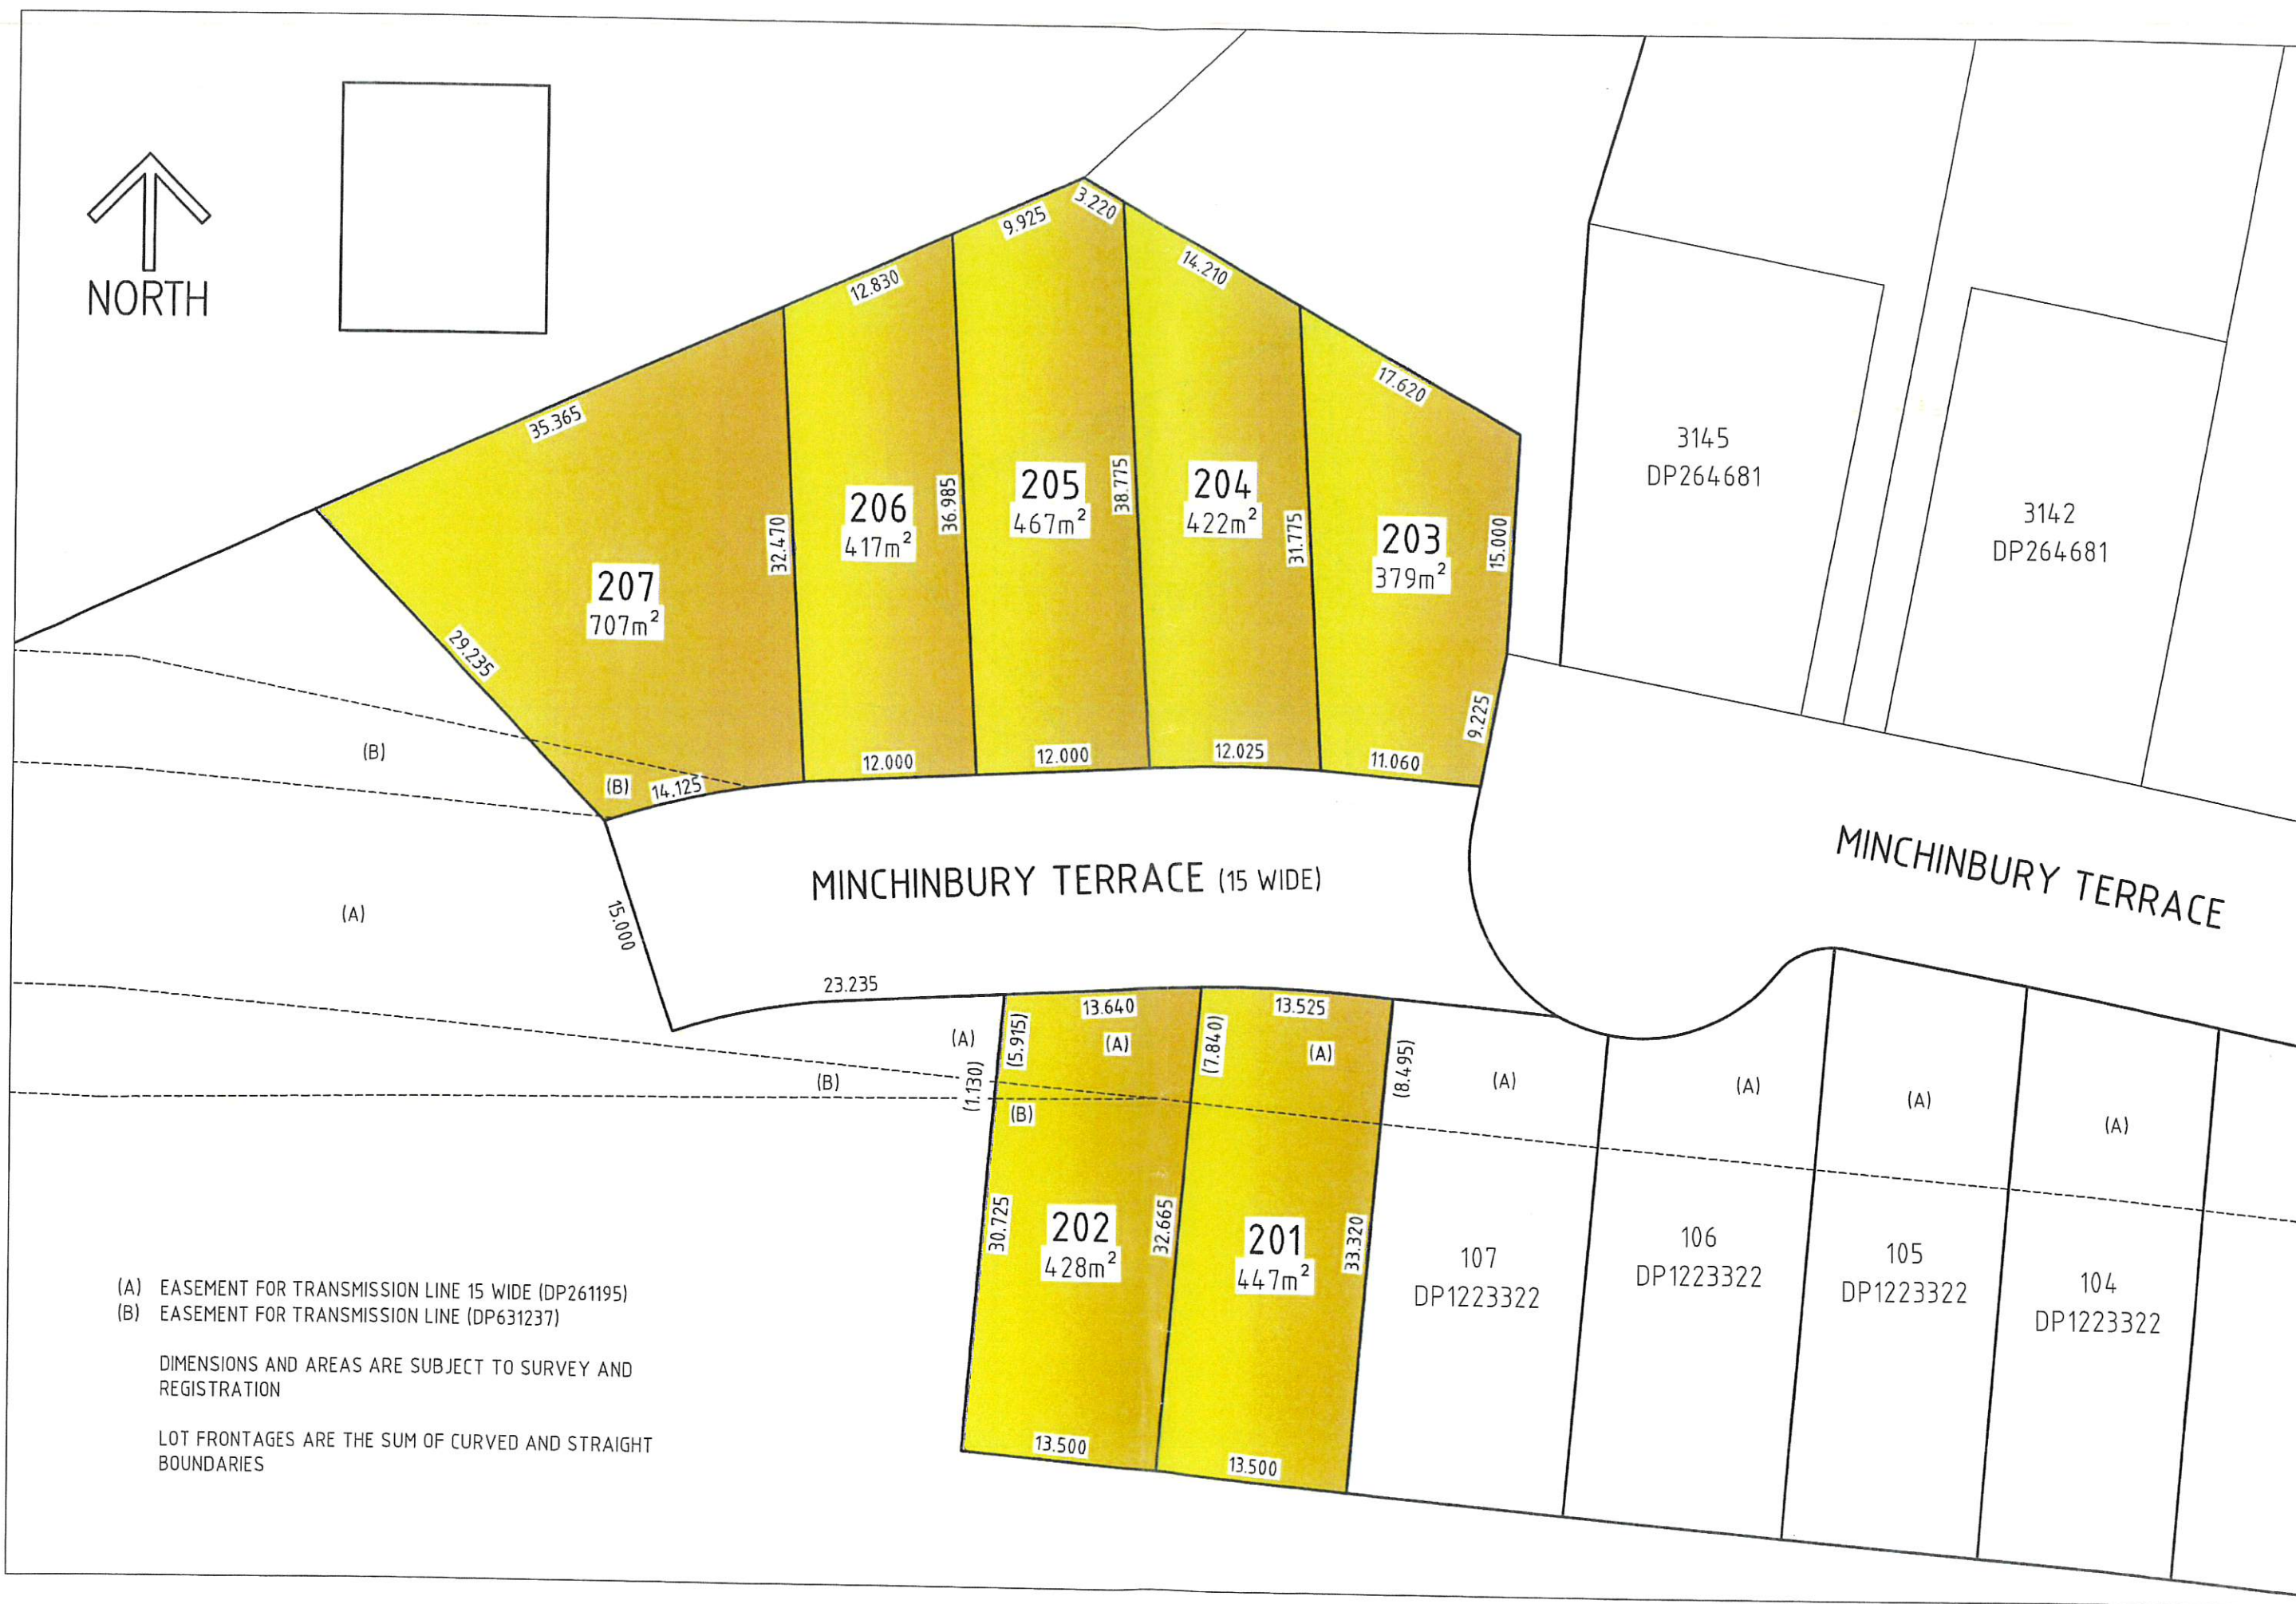 NORTH
3.220
9.925
14.210
12.830
17.620
35.365
3145
DP264681
3142
DP264681
205
467m²
38.775
204
422m²
206
417m²
36.985
32.470
31.775
203
379m²
15.000
207
707m²
29.235
9.225
(B)
12.000
12.000
12.025
11.060
(B)
14.125
MINCHINBURY TERRACE (15 WIDE)
MINCHINBURY TERRACE
(A)
15.000
23.235
13.640
13.525
(A)
(5.915)
(A)
(7.840)
(A)
(8.495)
(A)
(A)
(A)
(A)
(B)
(1.130)
(B)
30.725
202
428m²
32.665
201
447m²
33.320
107
DP1223322
106
DP1223322
105
DP1223322
104
DP1223322
13.500
13.500
(A) EASEMENT FOR TRANSMISSION LINE 15 WIDE (DP261195)
(B) EASEMENT FOR TRANSMISSION LINE (DP631237)
DIMENSIONS AND AREAS ARE SUBJECT TO SURVEY AND
REGISTRATION
LOT FRONTAGES ARE THE SUM OF CURVED AND STRAIGHT
BOUNDARIES